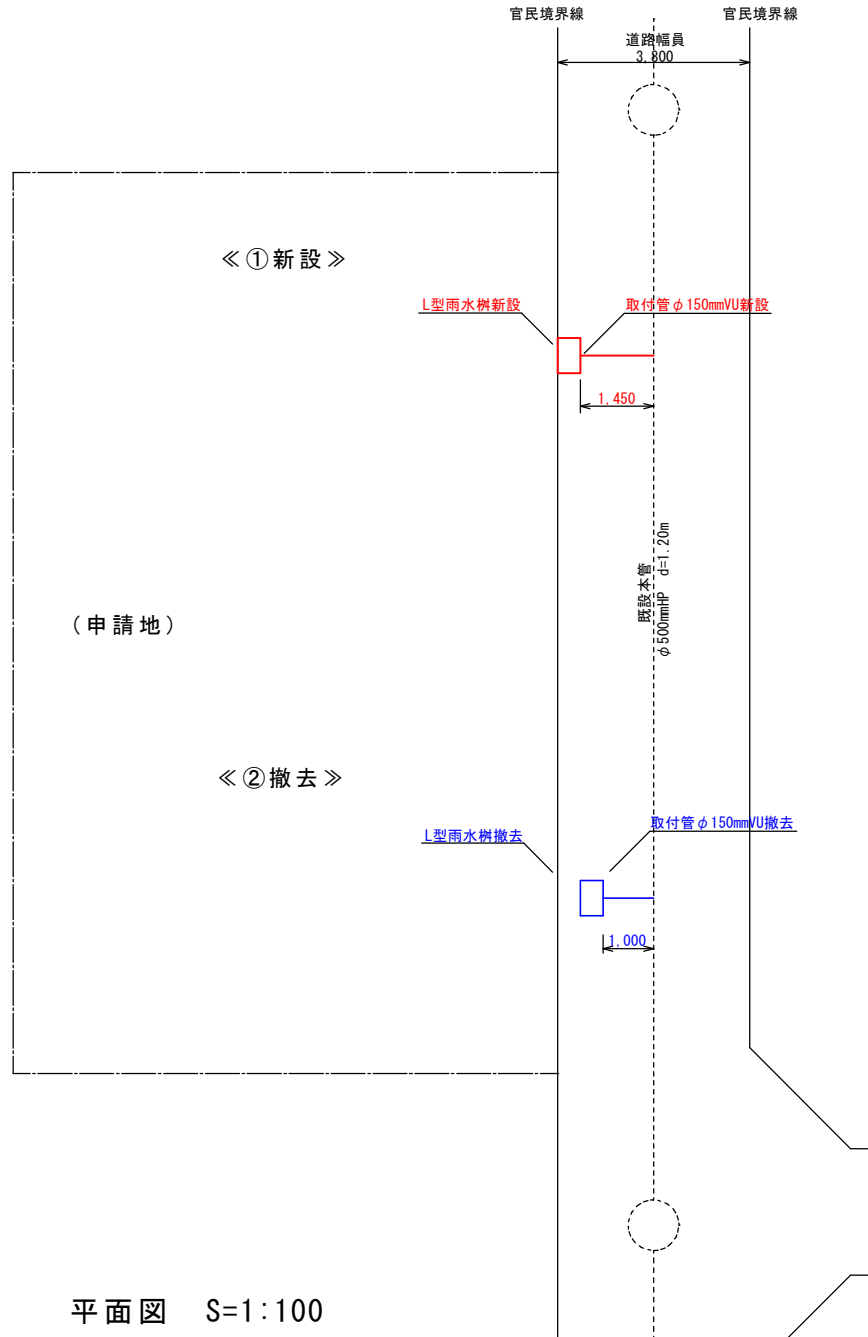 官民境界線
官民境界線
道路幅員
3,800
≪①新設≫
L型雨水桝新設
取付管φ150mmVU新設
1,450
既設本管
φ500mmHP d=1.20m
(申請地)
≪②撤去≫
L型雨水桝撤去
取付管φ150mmVU撤去
1,000
平面図 S=1:100